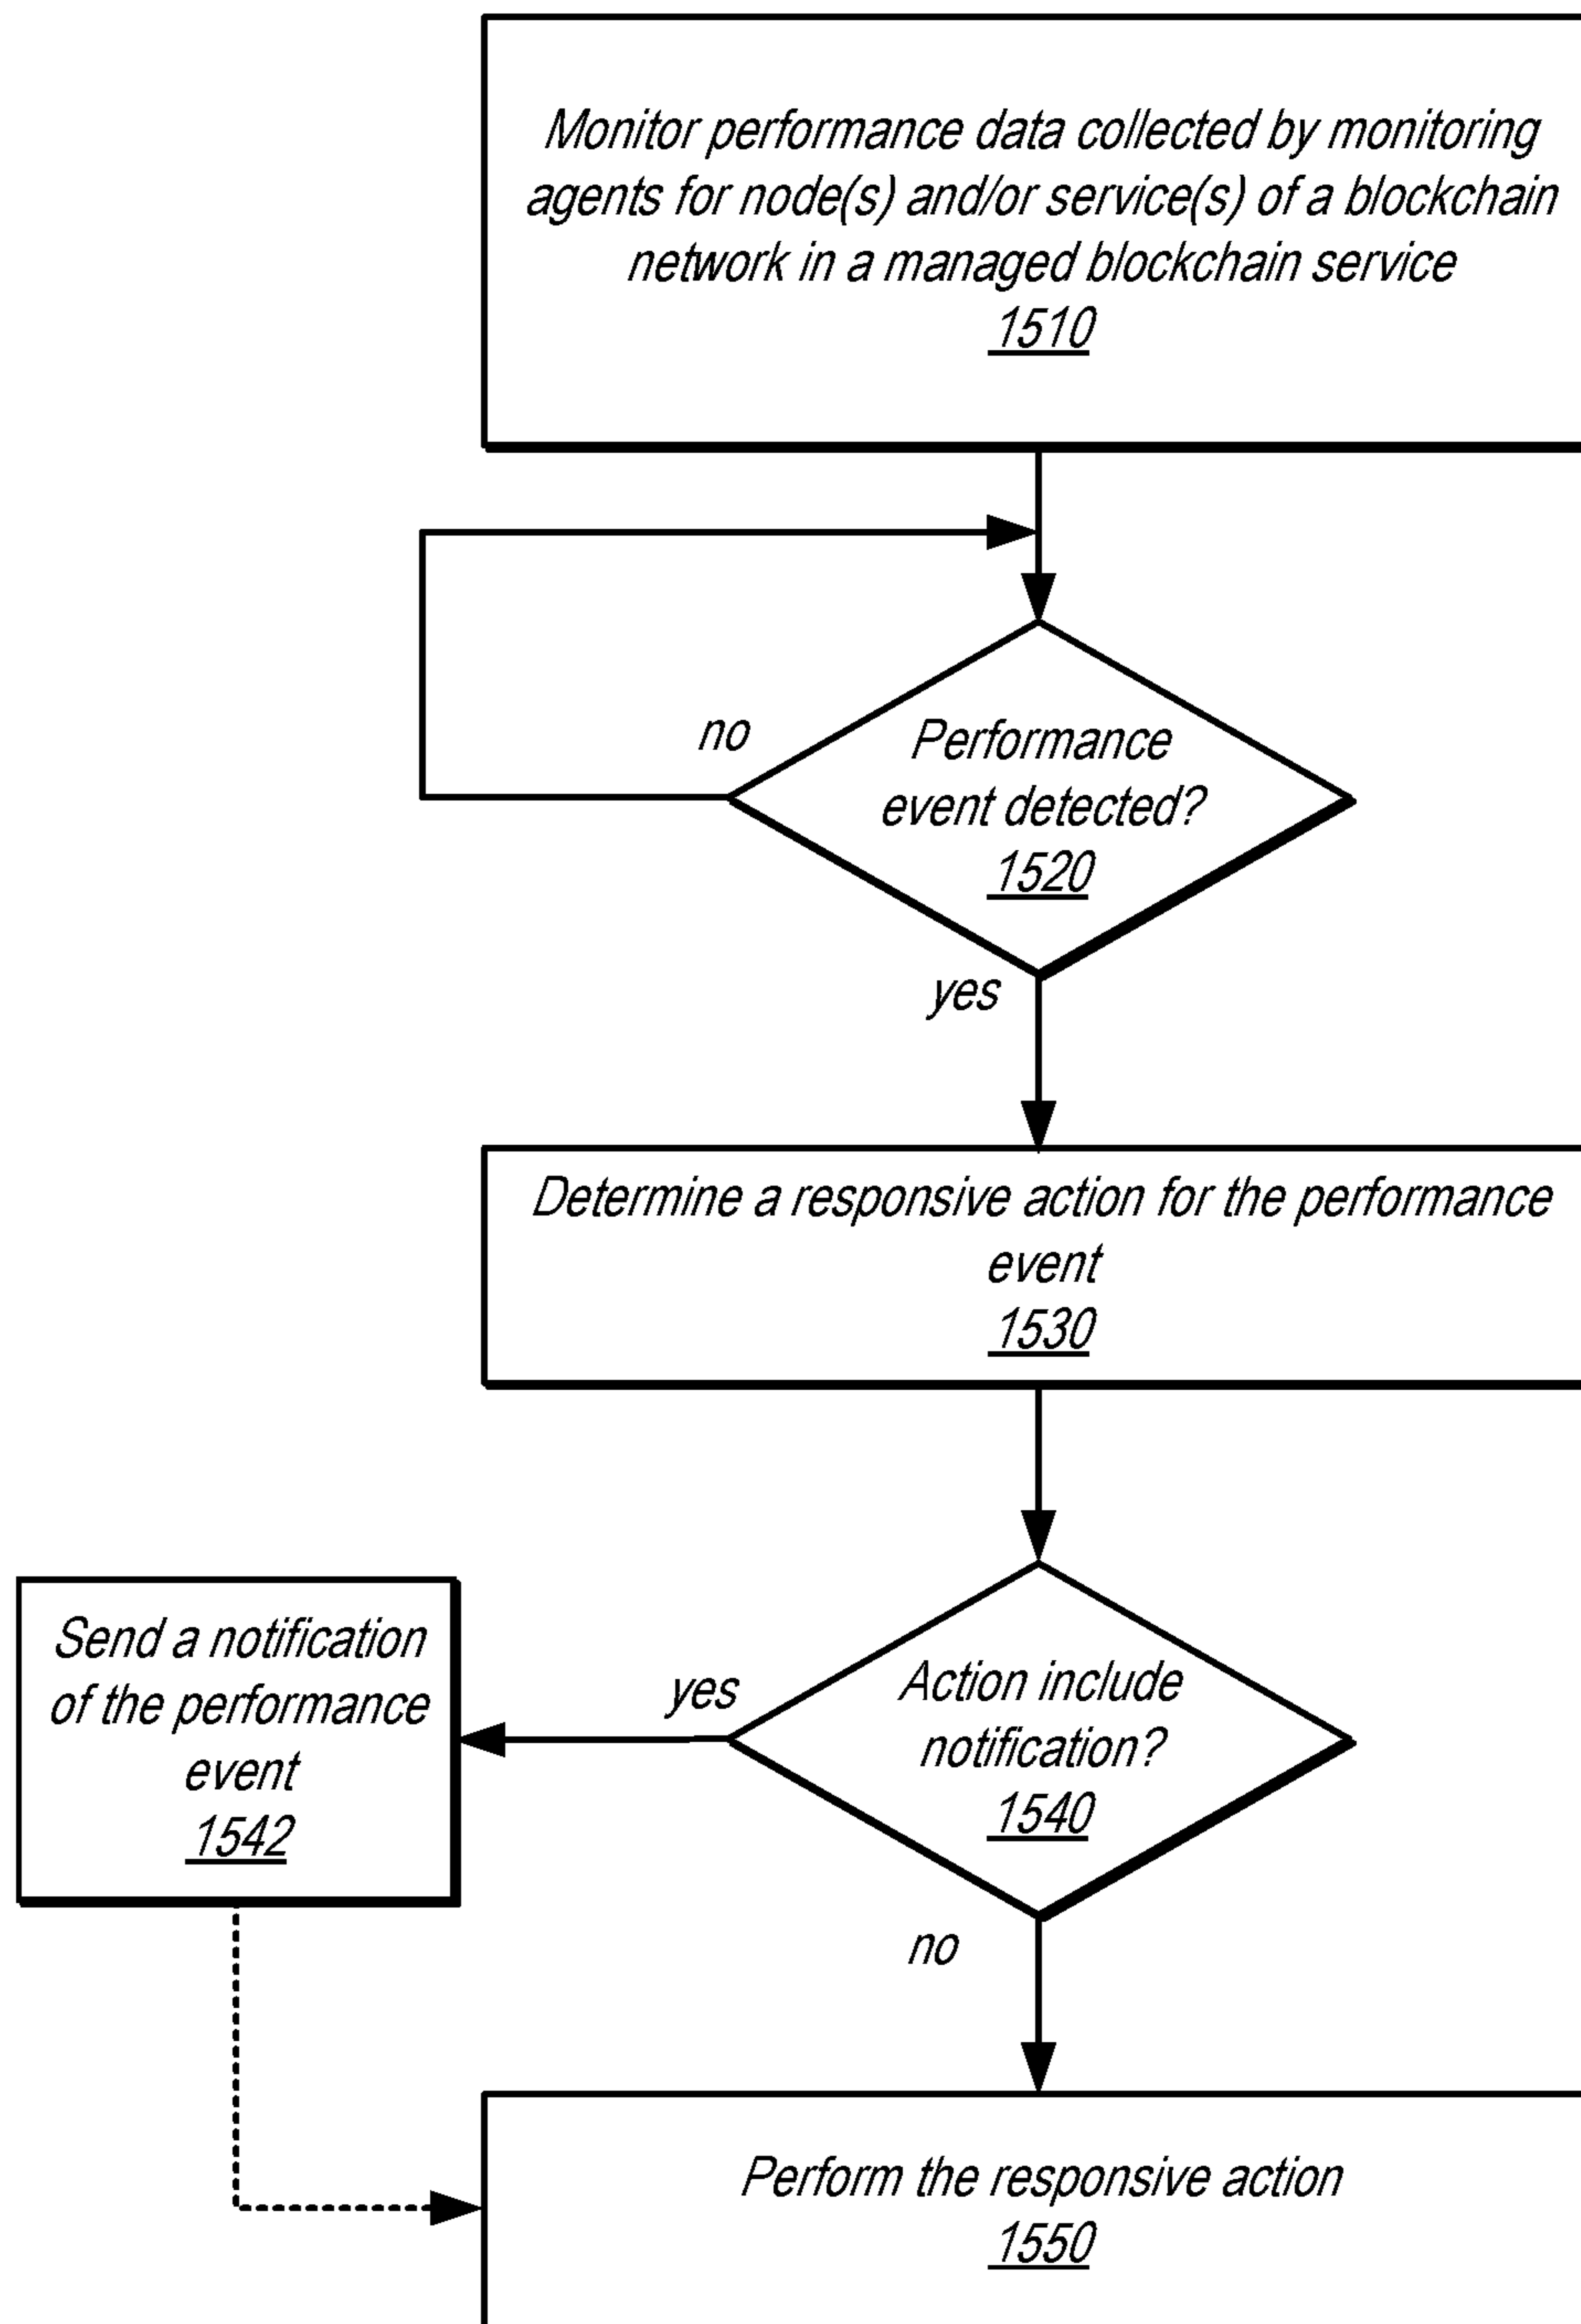 Monitor performance data collected by monitoring
agents for node(s) and/or service(s) of a blockchain
network in a managed blockchain service
1510
no
Performance
event detected?
1520
yes
Determine a responsive action for the performance
event
1530
Send a notification
of the performance
event
1542
yes
Action include
notification?
1540
no
Perform the responsive action
1550